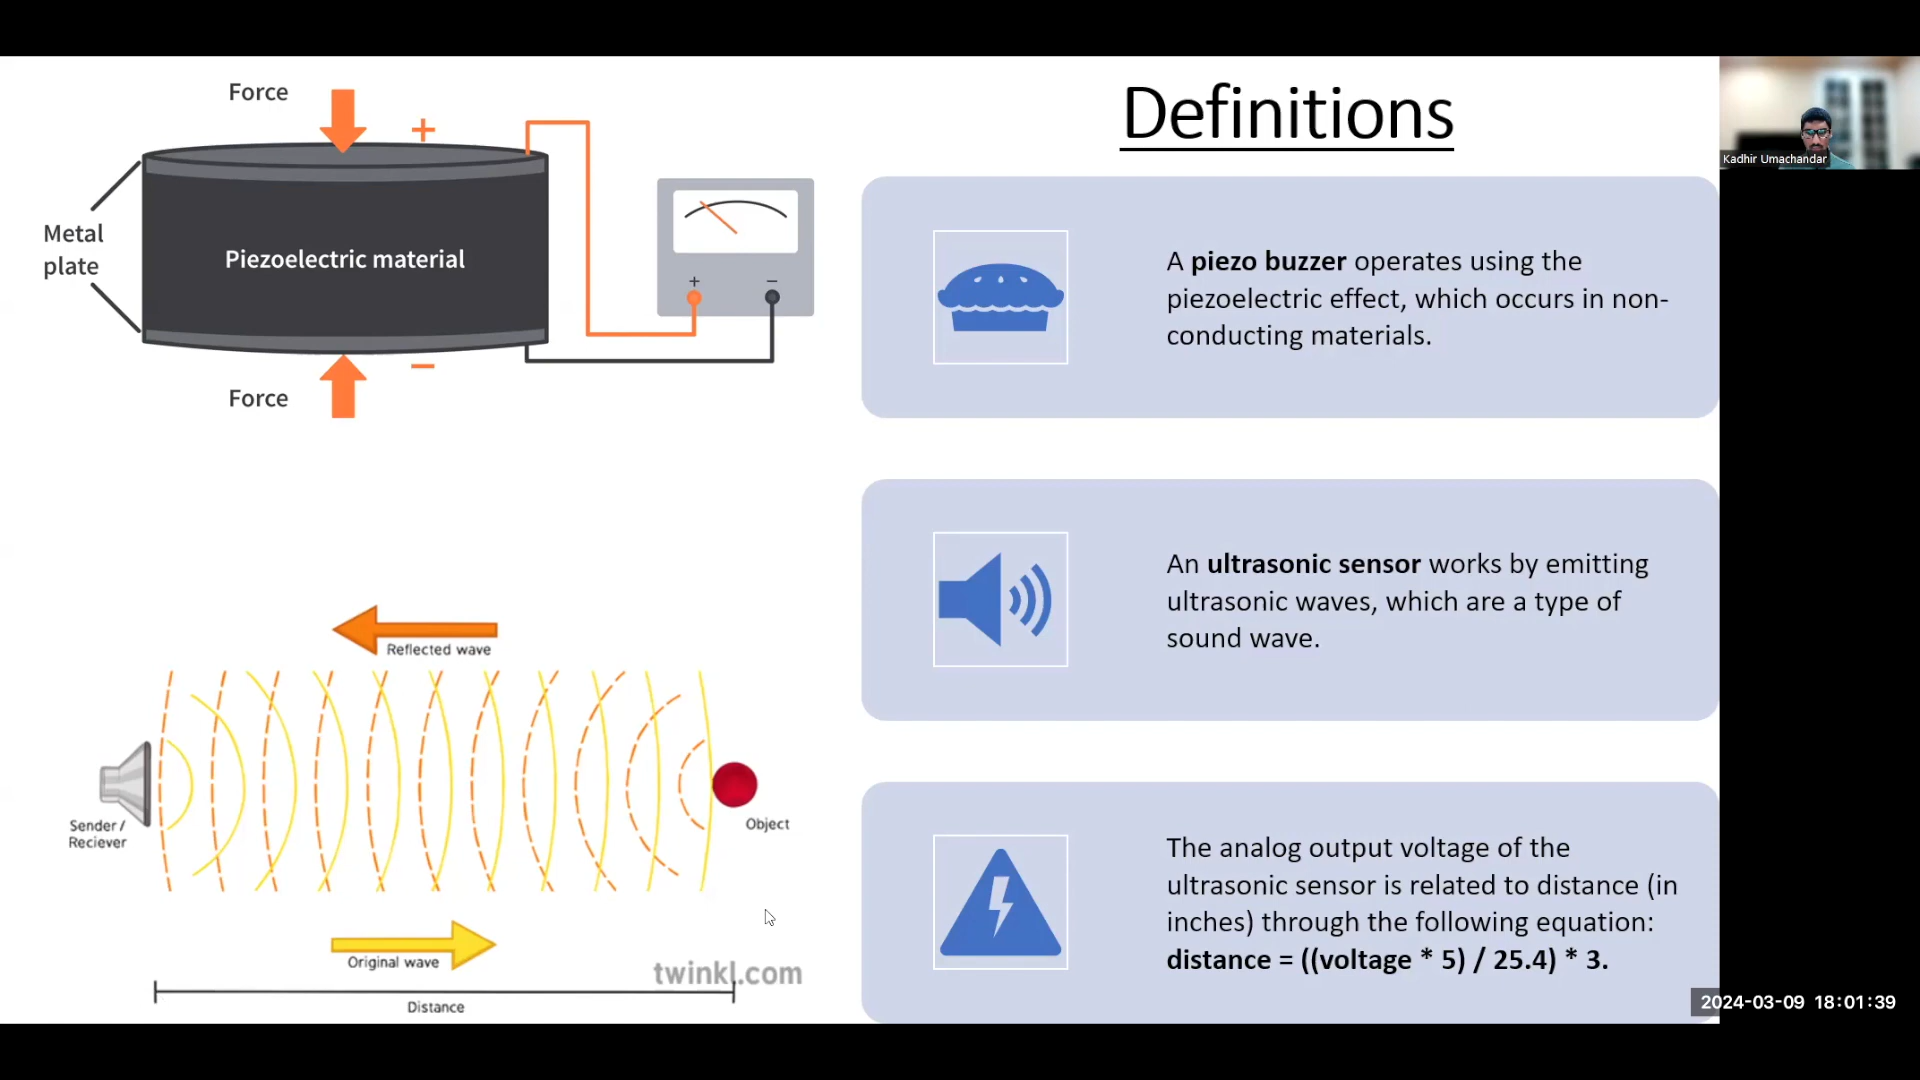 Force
+
Metal
plate
Piezoelectric material
+ −
−
Force
Reflected wave
Sender /
Reciever
Object
Original wave
twinkl.com
Distance
Definitions
A piezo buzzer operates using the
piezoelectric effect, which occurs in non-
conducting materials.
An ultrasonic sensor works by emitting
ultrasonic waves, which are a type of
sound wave.
The analog output voltage of the
ultrasonic sensor is related to distance (in
inches) through the following equation:
distance = ((voltage * 5) / 25.4) * 3.
Kadhir Umachandar
2024-03-09 18:01:39